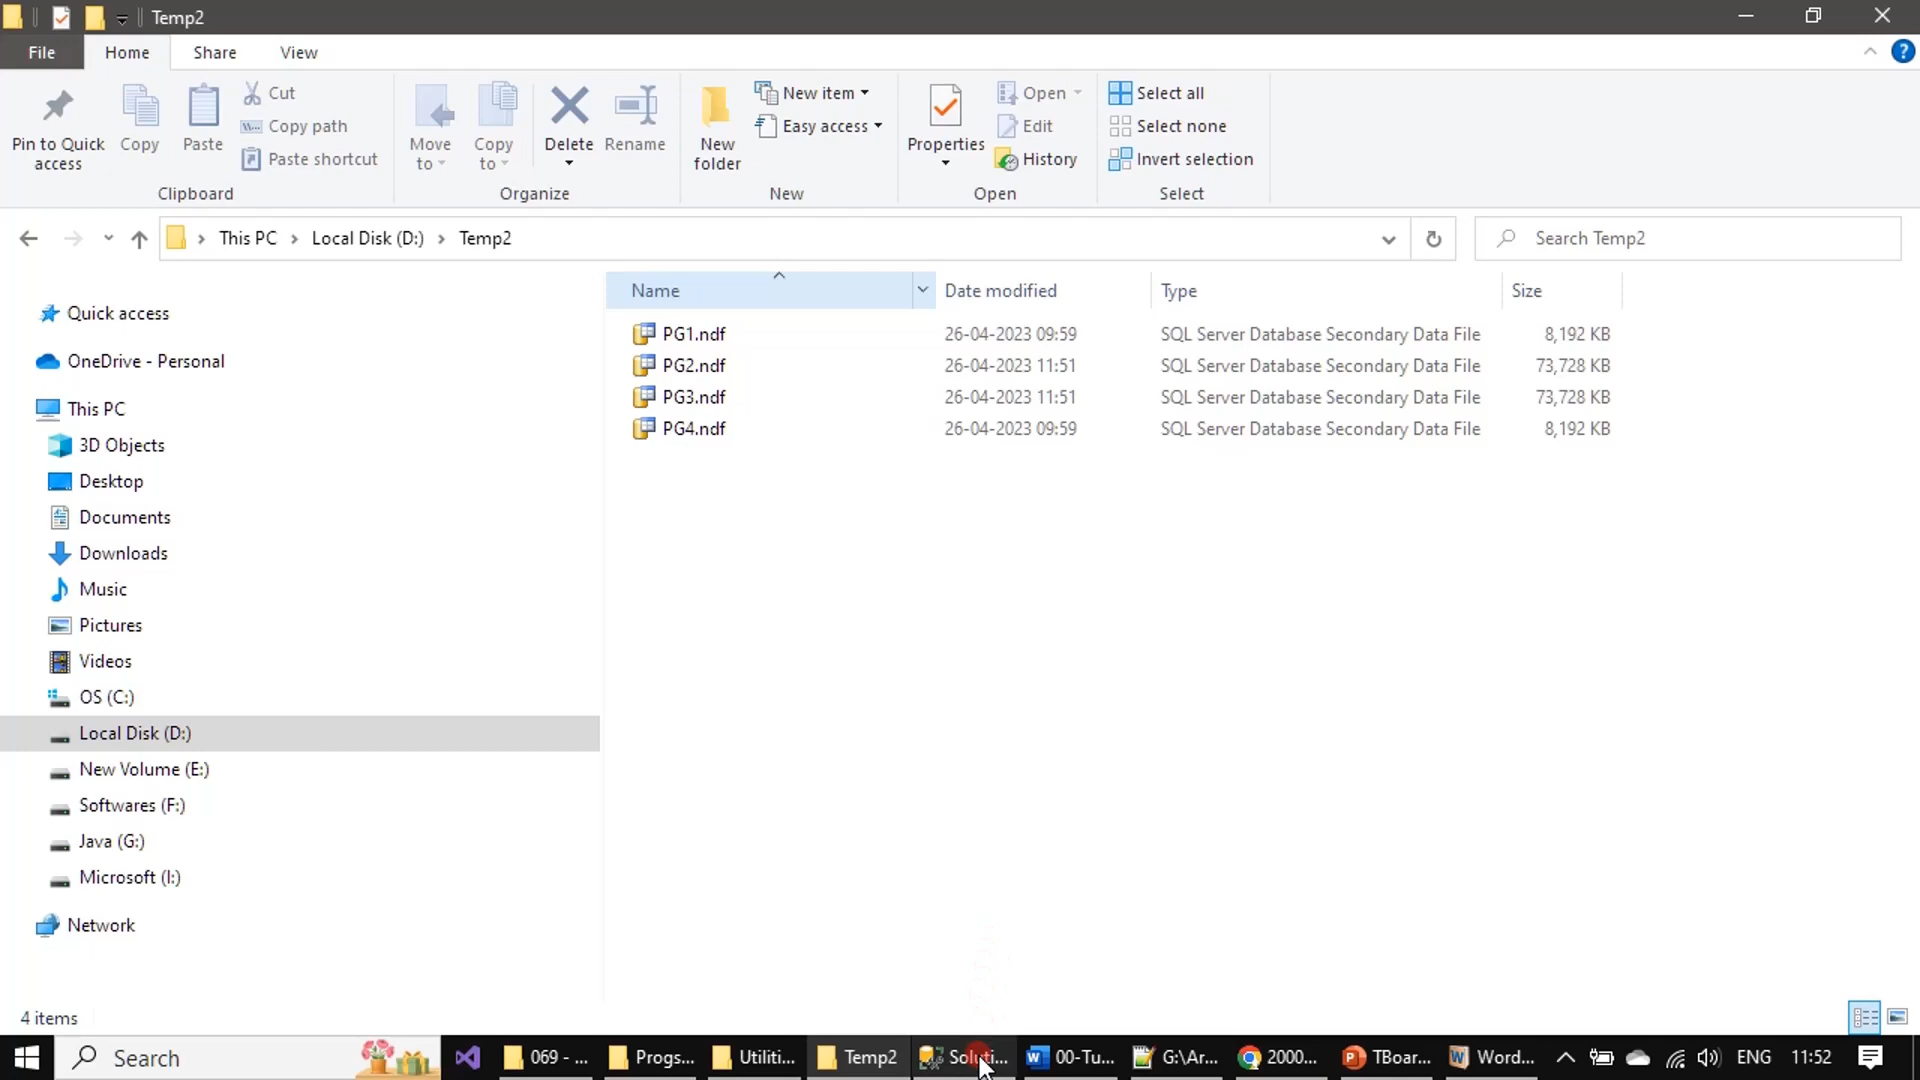 Temp2
File Home Share View
Pin to Quick access
Copy
Paste
Cut
Copy path
Paste shortcut
Clipboard
Move to
Copy to
Delete
Rename
Organize
New folder
New item
Easy access
New
Properties
Open
Edit
History
Open
Select all
Select none
Invert selection
Select
This PC > Local Disk (D:) > Temp2
Search Temp2
Name Date modified Type Size
PG1.ndf 26-04-2023 09:59 SQL Server Database Secondary Data File 8,192 KB
PG2.ndf 26-04-2023 11:51 SQL Server Database Secondary Data File 73,728 KB
PG3.ndf 26-04-2023 11:51 SQL Server Database Secondary Data File 73,728 KB
PG4.ndf 26-04-2023 09:59 SQL Server Database Secondary Data File 8,192 KB
Quick access
OneDrive - Personal
This PC
3D Objects
Desktop
Documents
Downloads
Music
Pictures
Videos
OS (C:)
Local Disk (D:)
New Volume (E:)
Softwares (F:)
Java (G:)
Microsoft (I:)
Network
4 items
Search 069 - ... Progs... Utiliti... Temp2 Soluti... 00-Tu... G:\Ar... 2000... TBoar... Word... ENG 11:52